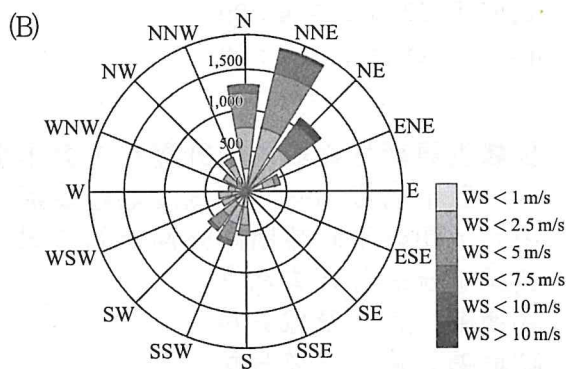 (B)
N
NNW
NNE
NW
NE
1,500
WNW
1,000
ENE
500
0
W
E
WSW
ESE
SW
SE
SSW
SSE
S
WS < 1 m/s
WS < 2.5 m/s
WS < 5 m/s
WS < 7.5 m/s
WS < 10 m/s
WS > 10 m/s